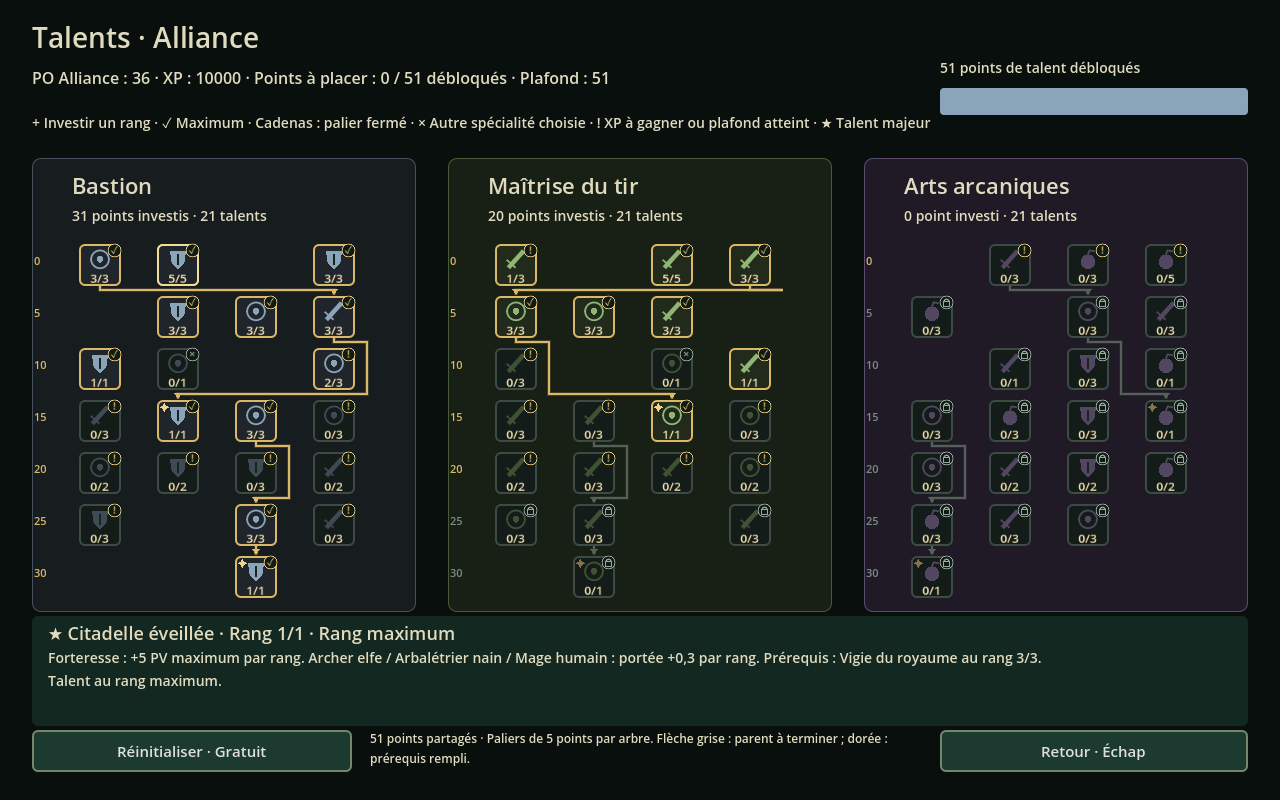 Talents · Alliance
PO Alliance : 36 · XP : 10000 · Points à placer : 0 / 51 débloqués · Plafond : 51
51 points de talent débloqués
+ Investir un rang · ✓ Maximum · Cadenas : palier fermé · × Autre spécialité choisie · ! XP à gagner ou plafond atteint · ★ Talent majeur
Bastion
31 points investis · 21 talents
0
3/3 5/5 3/3
5
3/3 3/3 3/3
10
1/1 0/1 2/3
15
0/3 1/1 3/3 0/3
20
0/2 0/2 0/3 0/2
25
0/3 3/3 0/3
30
1/1
Maîtrise du tir
20 points investis · 21 talents
0
1/3 5/5 3/3
5
3/3 3/3 3/3
10
0/3 0/1 1/1
15
0/3 0/3 1/1 0/3
20
0/2 0/3 0/2 0/2
25
0/3 0/3 0/3
30
0/1
Arts arcaniques
0 point investi · 21 talents
0
0/3 0/3 0/5
5
0/3 0/3 0/3
10
0/1 0/3 0/1
15
0/3 0/3 0/3 0/1
20
0/3 0/2 0/2 0/2
25
0/3 0/3 0/3
30
0/1
★ Citadelle éveillée · Rang 1/1 · Rang maximum
Forteresse : +5 PV maximum par rang. Archer elfe / Arbalétrier nain / Mage humain : portée +0,3 par rang. Prérequis : Vigie du royaume au rang 3/3.
Talent au rang maximum.
Réinitialiser · Gratuit
51 points partagés · Paliers de 5 points par arbre. Flèche grise : parent à terminer ; dorée :
prérequis rempli.
Retour · Échap